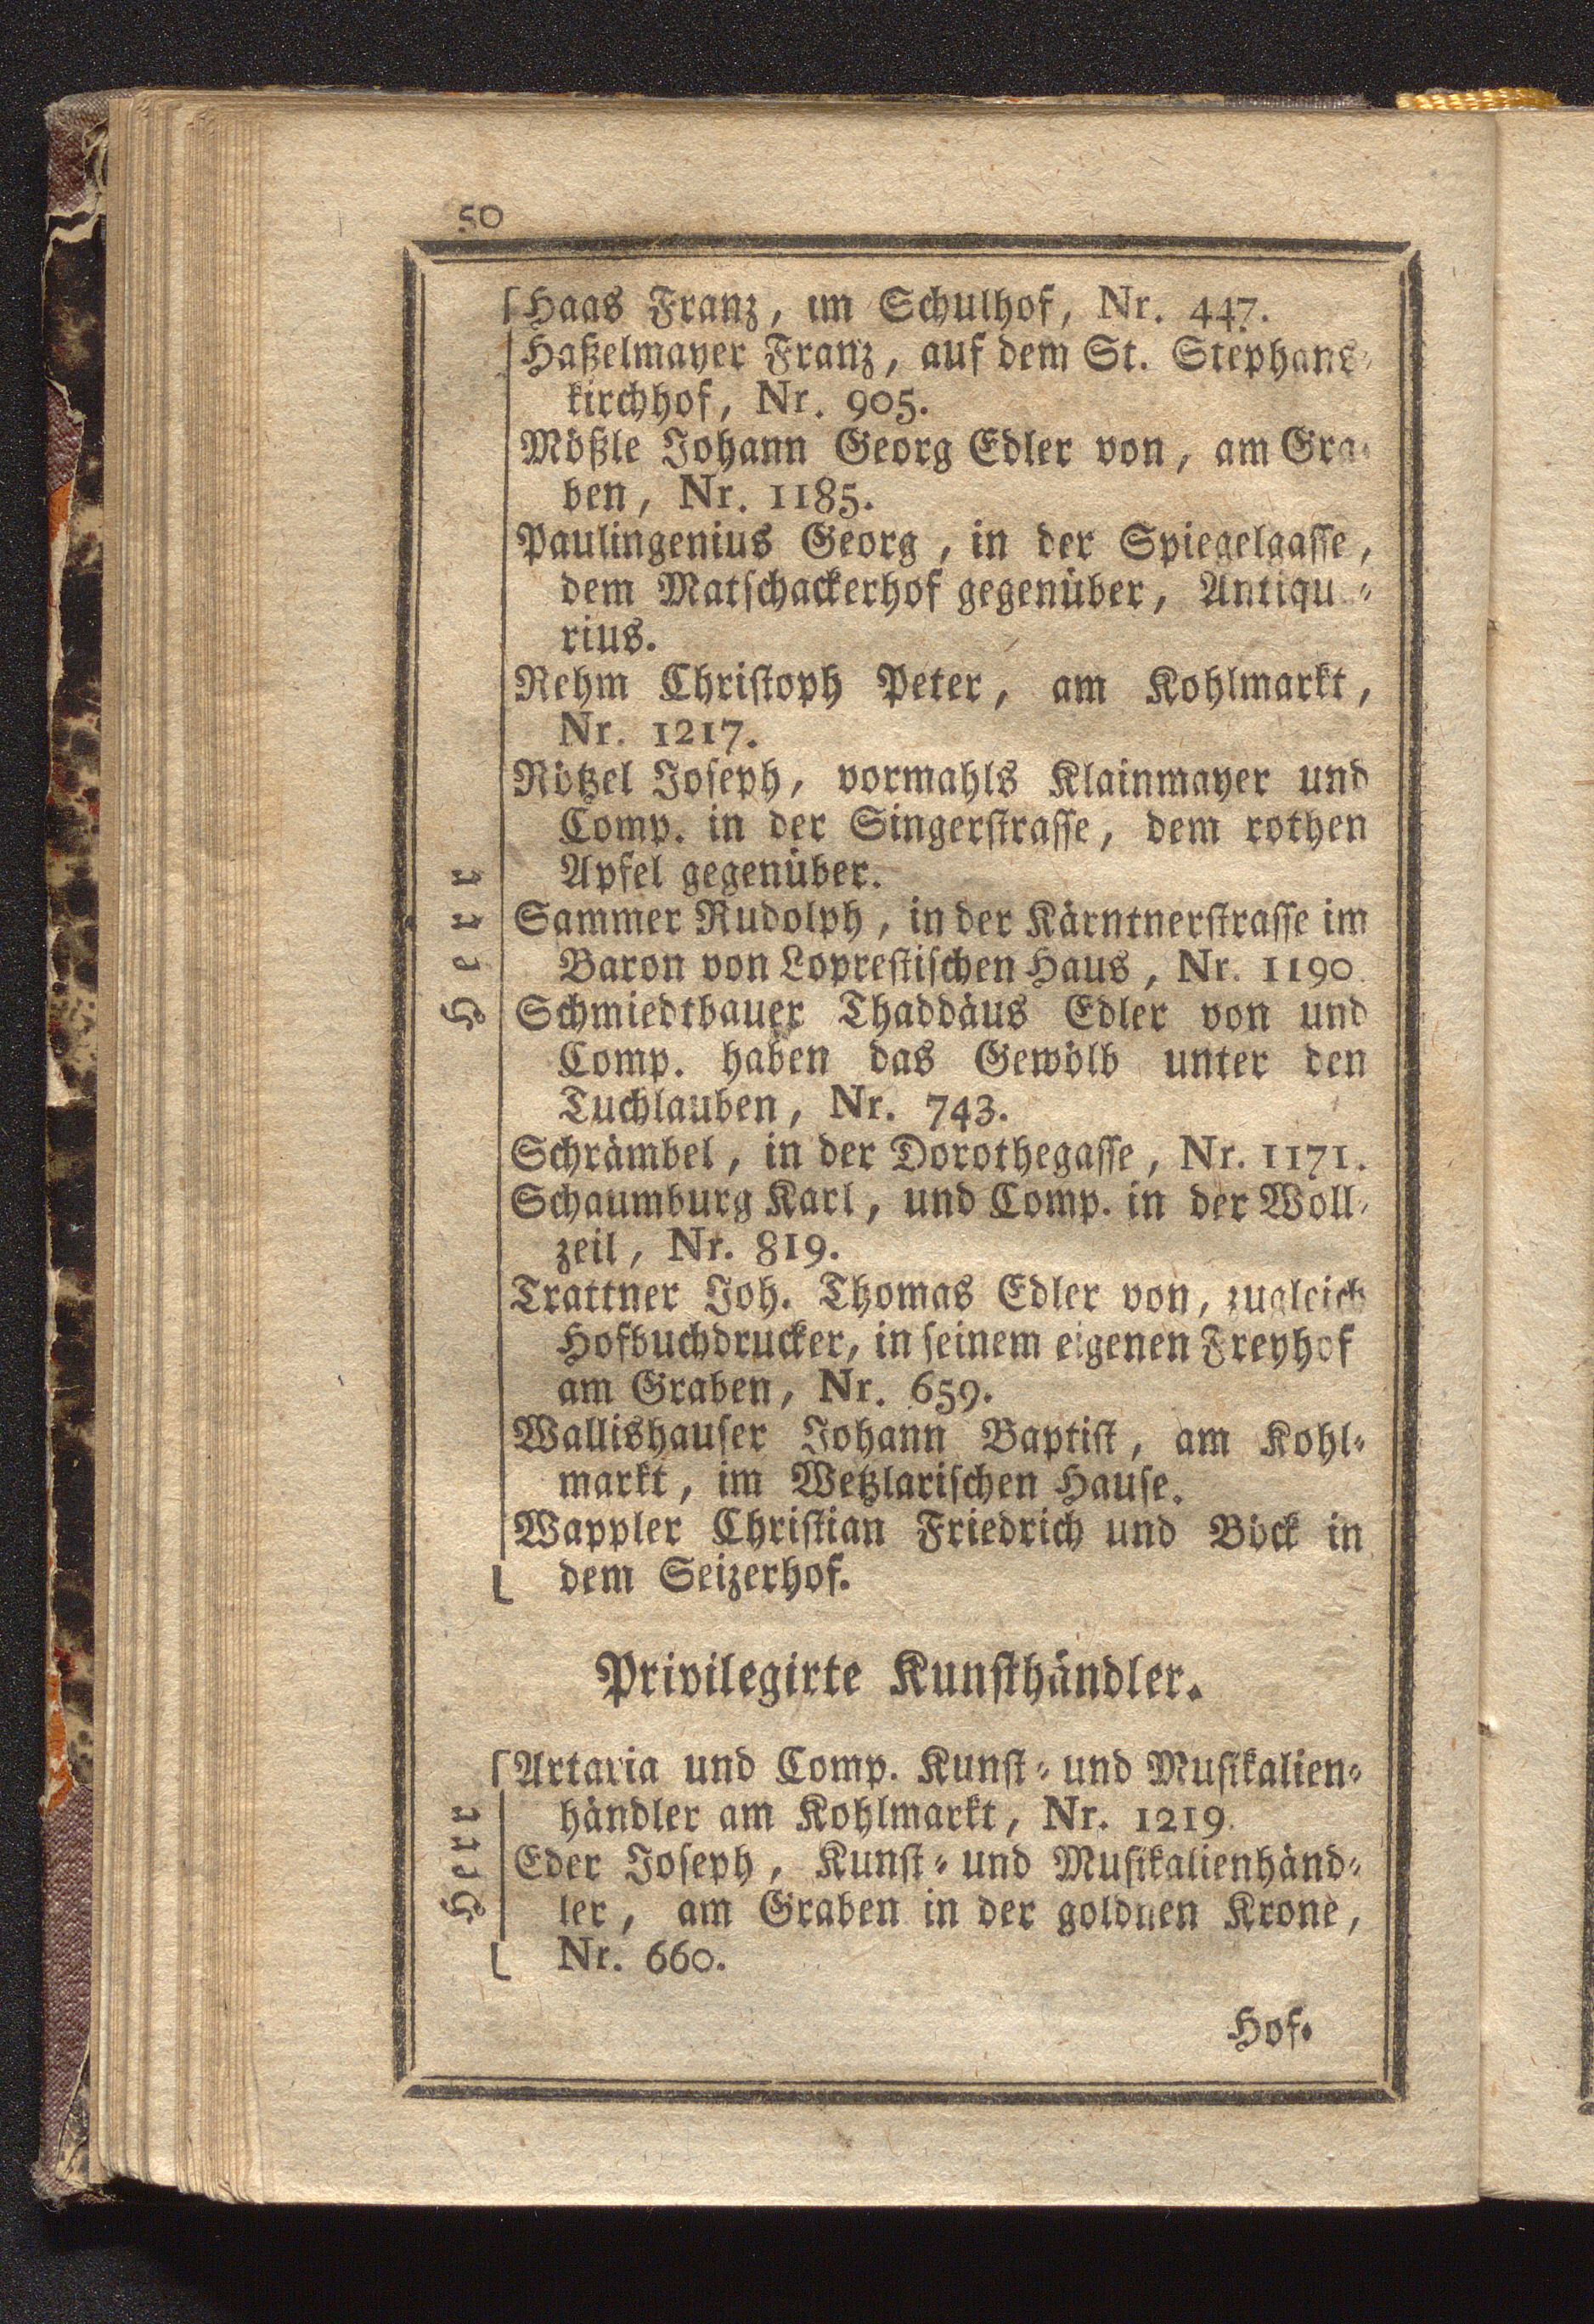 50
Haas Franz, im Schulhof, Nr. 447.
Haßelmayer Franz, auf dem St. Stephans-
kirchhof, Nr. 905.
Mößle Johann Georg Edler von, am Gra-
ben, Nr. 1185.
Paulingenius Georg, in der Spiegelgasse,
dem Matschackerhof gegenüber, Antiqu-
rius.
Rehm Christoph Peter, am Kohlmarkt,
Nr. 1217.
Rötzel Joseph, vormahls Klainmayer und
Comp. in der Singerstrasse, dem rothen
Apfel gegenüber.
Sammer Rudolph, in der Kärntnerstrasse im
Baron von Loprestischen Haus, Nr. 1190.
Schmiedtbauer Thaddäus Edler von und
Comp. haben das Gewölb unter den
Tuchlauben, Nr. 743.
Schrämbel, in der Dorothegasse, Nr. 1171.
Schaumburg Karl, und Comp. in der Woll-
zeil, Nr. 819.
Trattner Joh. Thomas Edler von, zugleich
Hofbuchdrucker, in seinem eigenen Freyhof
am Graben, Nr. 659.
Wallishauser Johann Baptist, am Kohl-
markt, im Wetzlarischen Hause.
Wappler Christian Friedrich und Böck in
dem Seizerhof.
Herr
Privilegirte Kunsthändler.
Artaria und Comp. Kunst- und Musikalien-
händler am Kohlmarkt, Nr. 1219.
Eder Joseph, Kunst- und Musikalienhänd-
ler, am Graben in der goldnen Krone,
Nr. 660.
Herr
Hof-